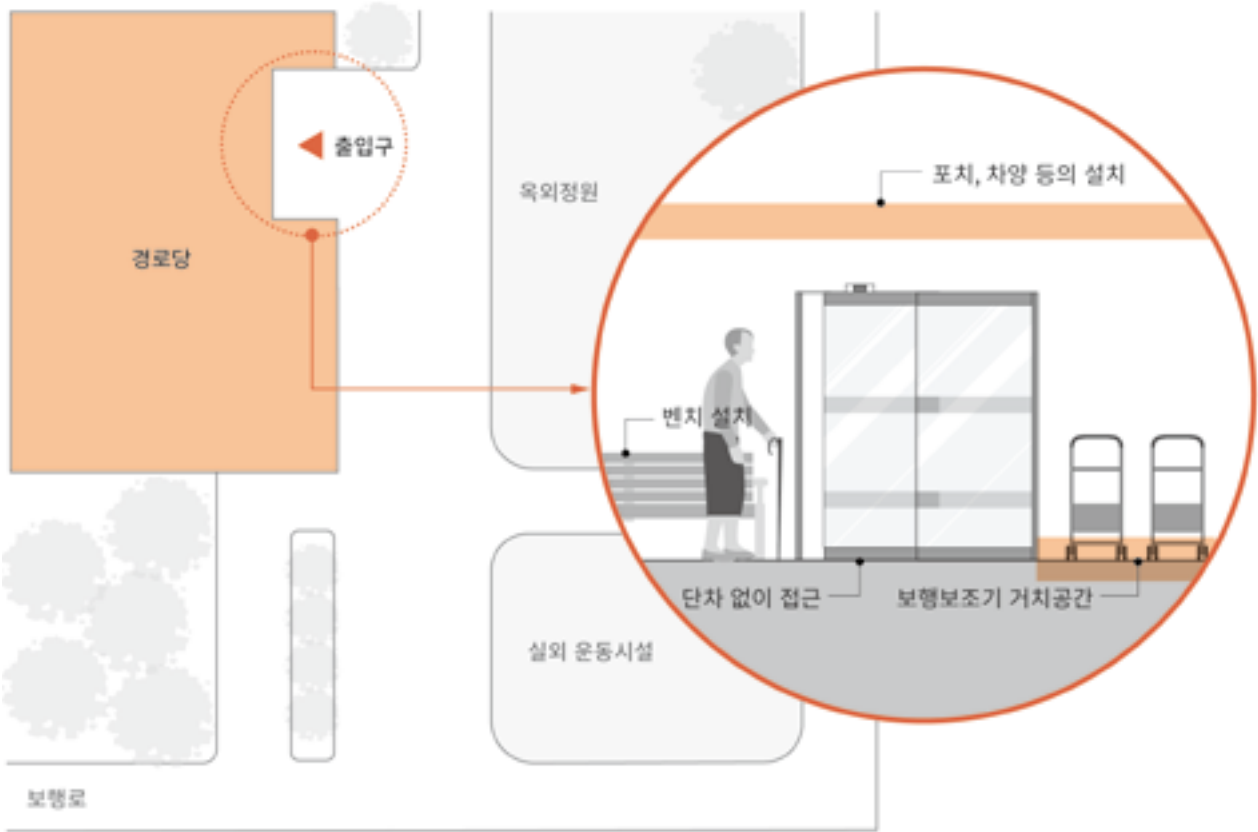 출입구
옥외정원
경로당
포치, 차양 등의 설치
벤치 설치
단차 없이 접근
보행보조기 거치공간
실외 운동시설
보행로